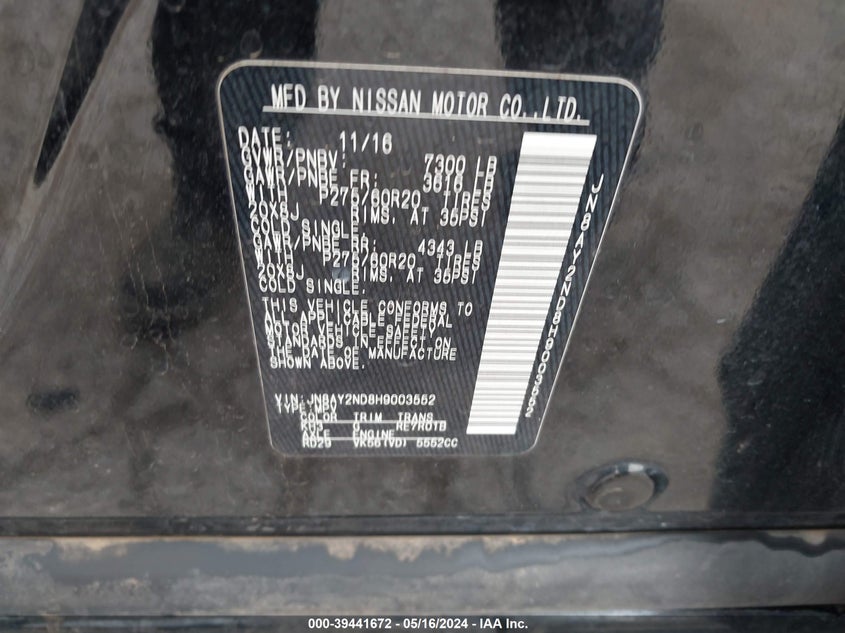 MFD BY NISSAN MOTOR CO.,LTD.
DATE: 11/16
GVWR/PNBV: 7300 LB
GAWR/PNBE FR: 3616 LB
WITH P275/60R20 TIRES
20X8J RIMS, AT 35PSI
COLD SINGLE.
GAWR/PNBE RR: 4343 LB
WITH P275/60R20 TIRES
20X8J RIMS, AT 35PSI
COLD SINGLE.
THIS VEHICLE CONFORMS TO
ALL APPLICABLE FEDERAL
MOTOR VEHICLE SAFETY
STANDARDS IN EFFECT ON
THE DATE OF MANUFACTURE
SHOWN ABOVE.
VIN: JN8AY2ND8H9003552
TYPE: MPV
COLOR TRIM TRANS
KH3 G RE7R01B
AXLE ENGINE
RD29 VK56(VD) 5552CC
JN8AY2ND8H9003552
000-39441672 - 05/16/2024 - IAA Inc.